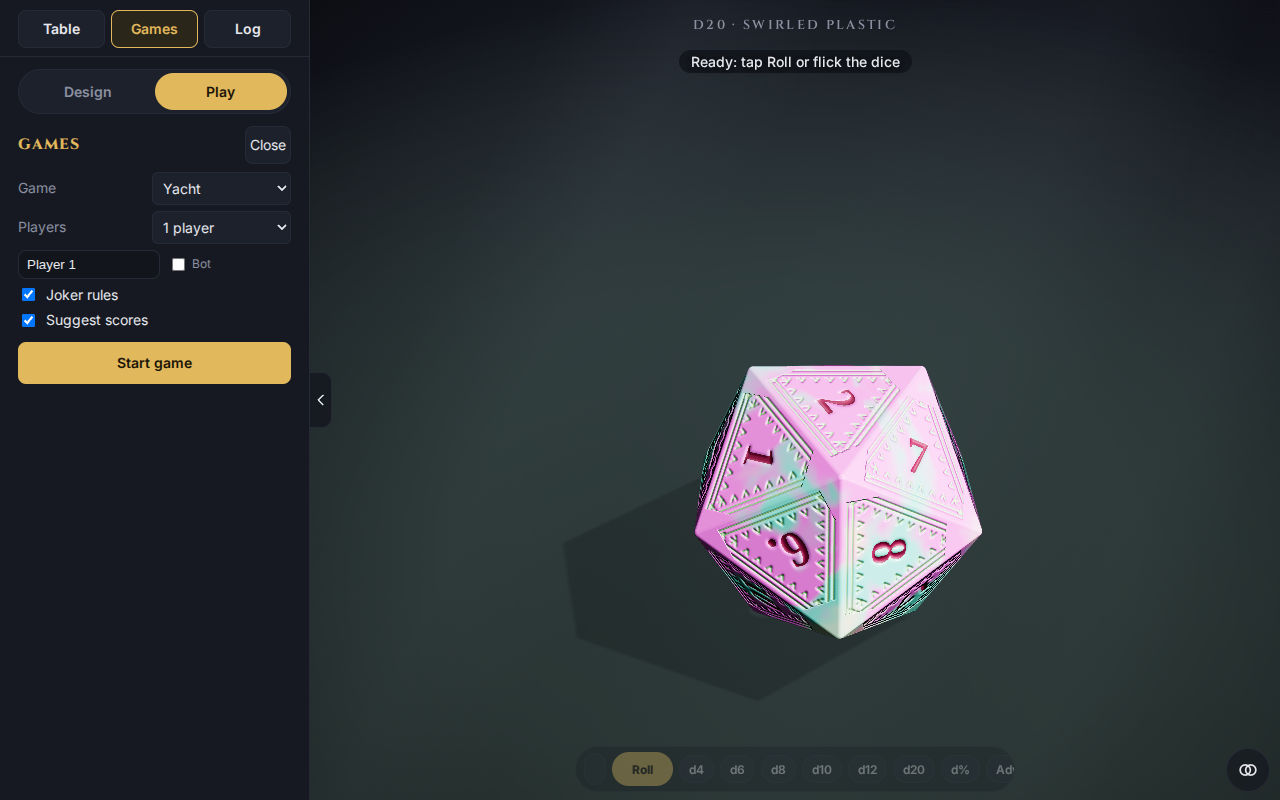 Table
Games
Log
Design
Play
GAMES
Close
Game
Yacht
Players
1 player
Player 1
Bot
Joker rules
Suggest scores
Start game
D20 · SWIRLED PLASTIC
Ready: tap Roll or flick the dice
2
1
7
9.
8
Roll
d4
d6
d8
d10
d12
d20
d%
Adv